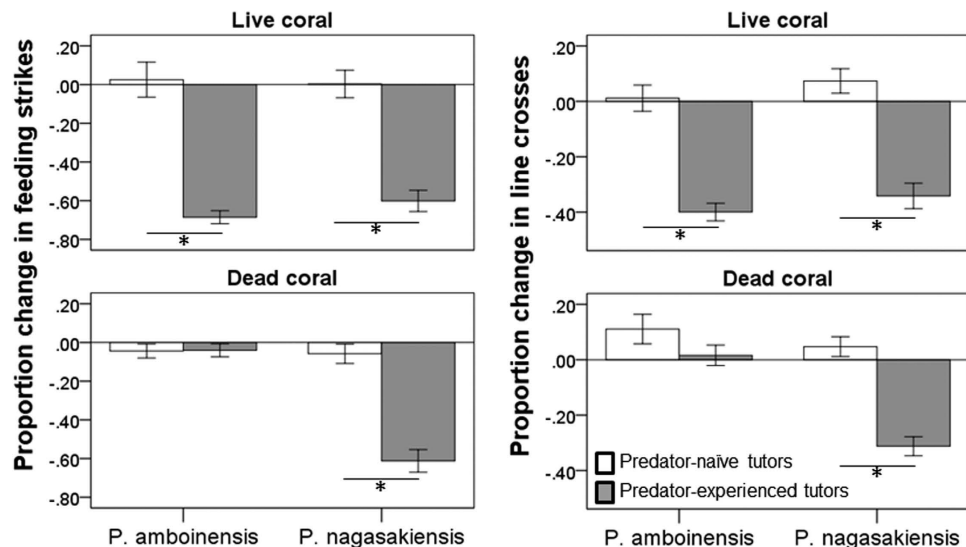 Live coral
Proportion change in feeding strikes
.20
.00
-.20
-.40
-.60
-.80
*
*
Dead coral
.20
.00
-.20
-.40
-.60
-.80
*
P. amboinensis P. nagasakiensis
Live coral
Proportion change in line crosses
.20
.00
-.20
-.40
*
*
Dead coral
.20
.00
-.20
-.40
Predator-naïve tutors
Predator-experienced tutors
*
P. amboinensis P. nagasakiensis